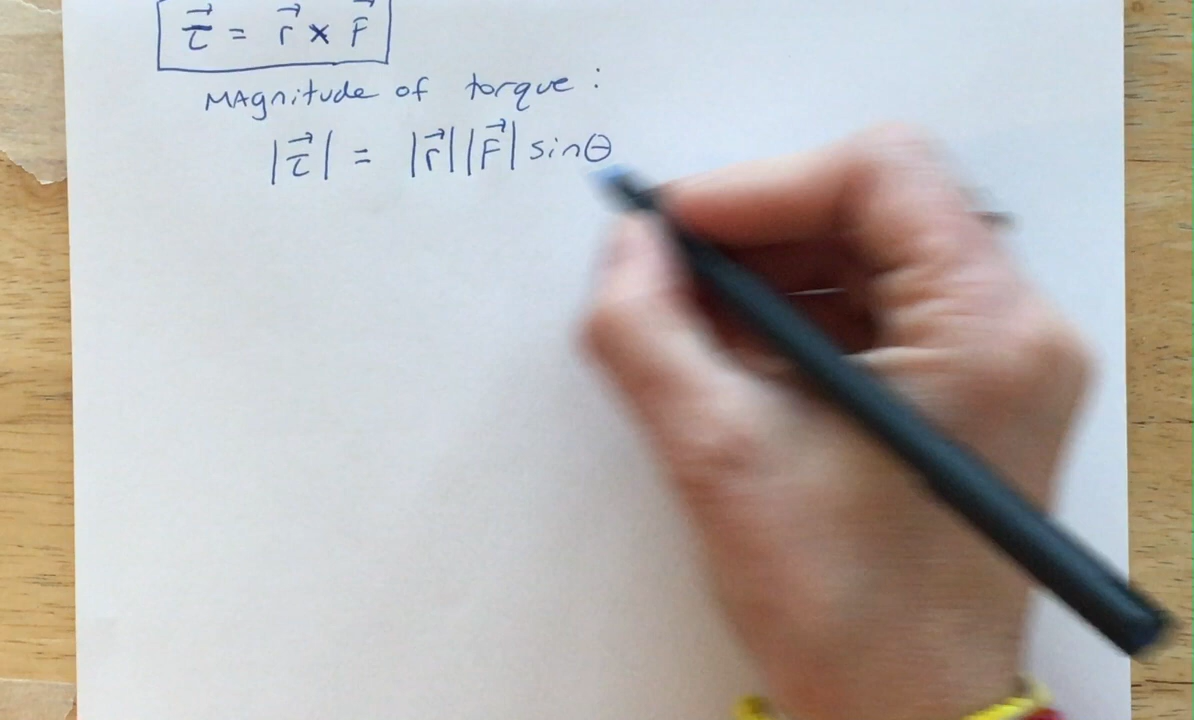 τ⃗ = r⃗ × F⃗
MAgnitude of torque :
|τ⃗| = |r⃗||F⃗| sinθ